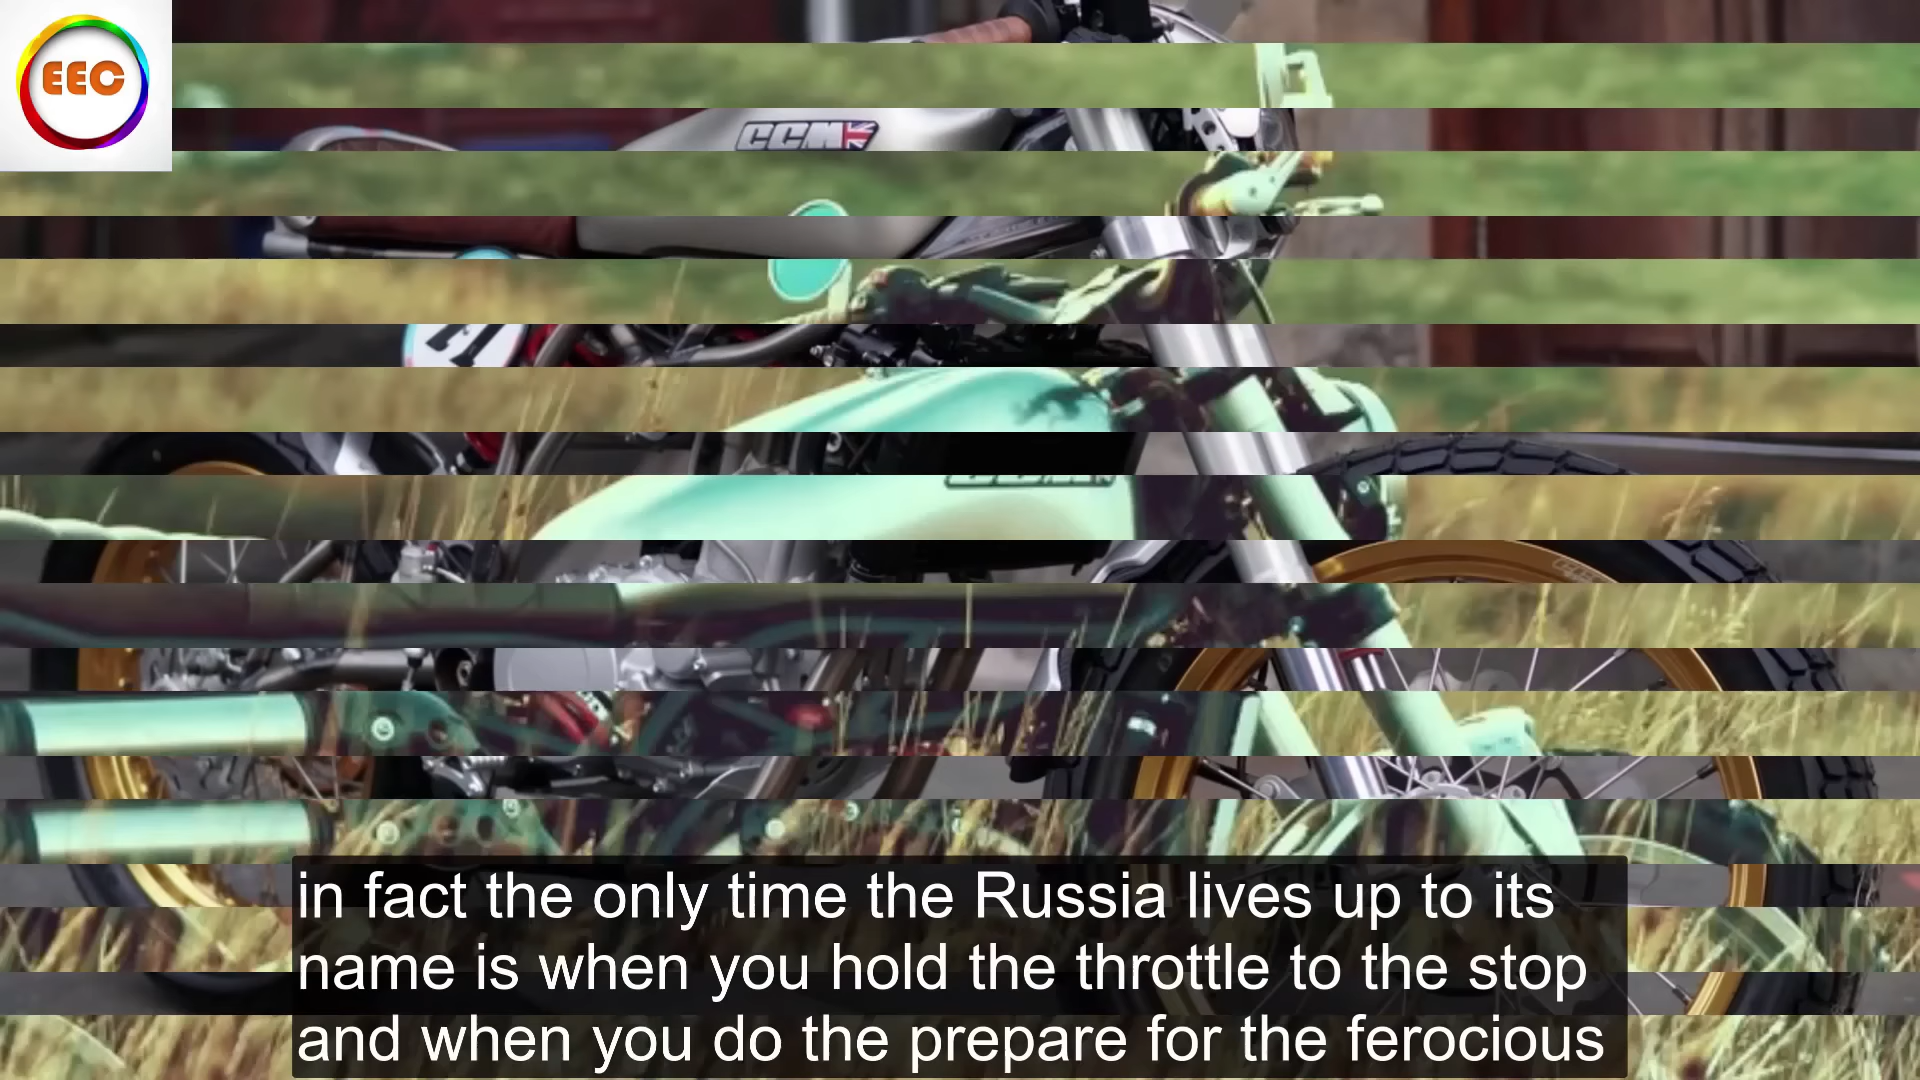 EEC
CCM
in fact the only time the Russia lives up to its
name is when you hold the throttle to the stop
and when you do the prepare for the ferocious